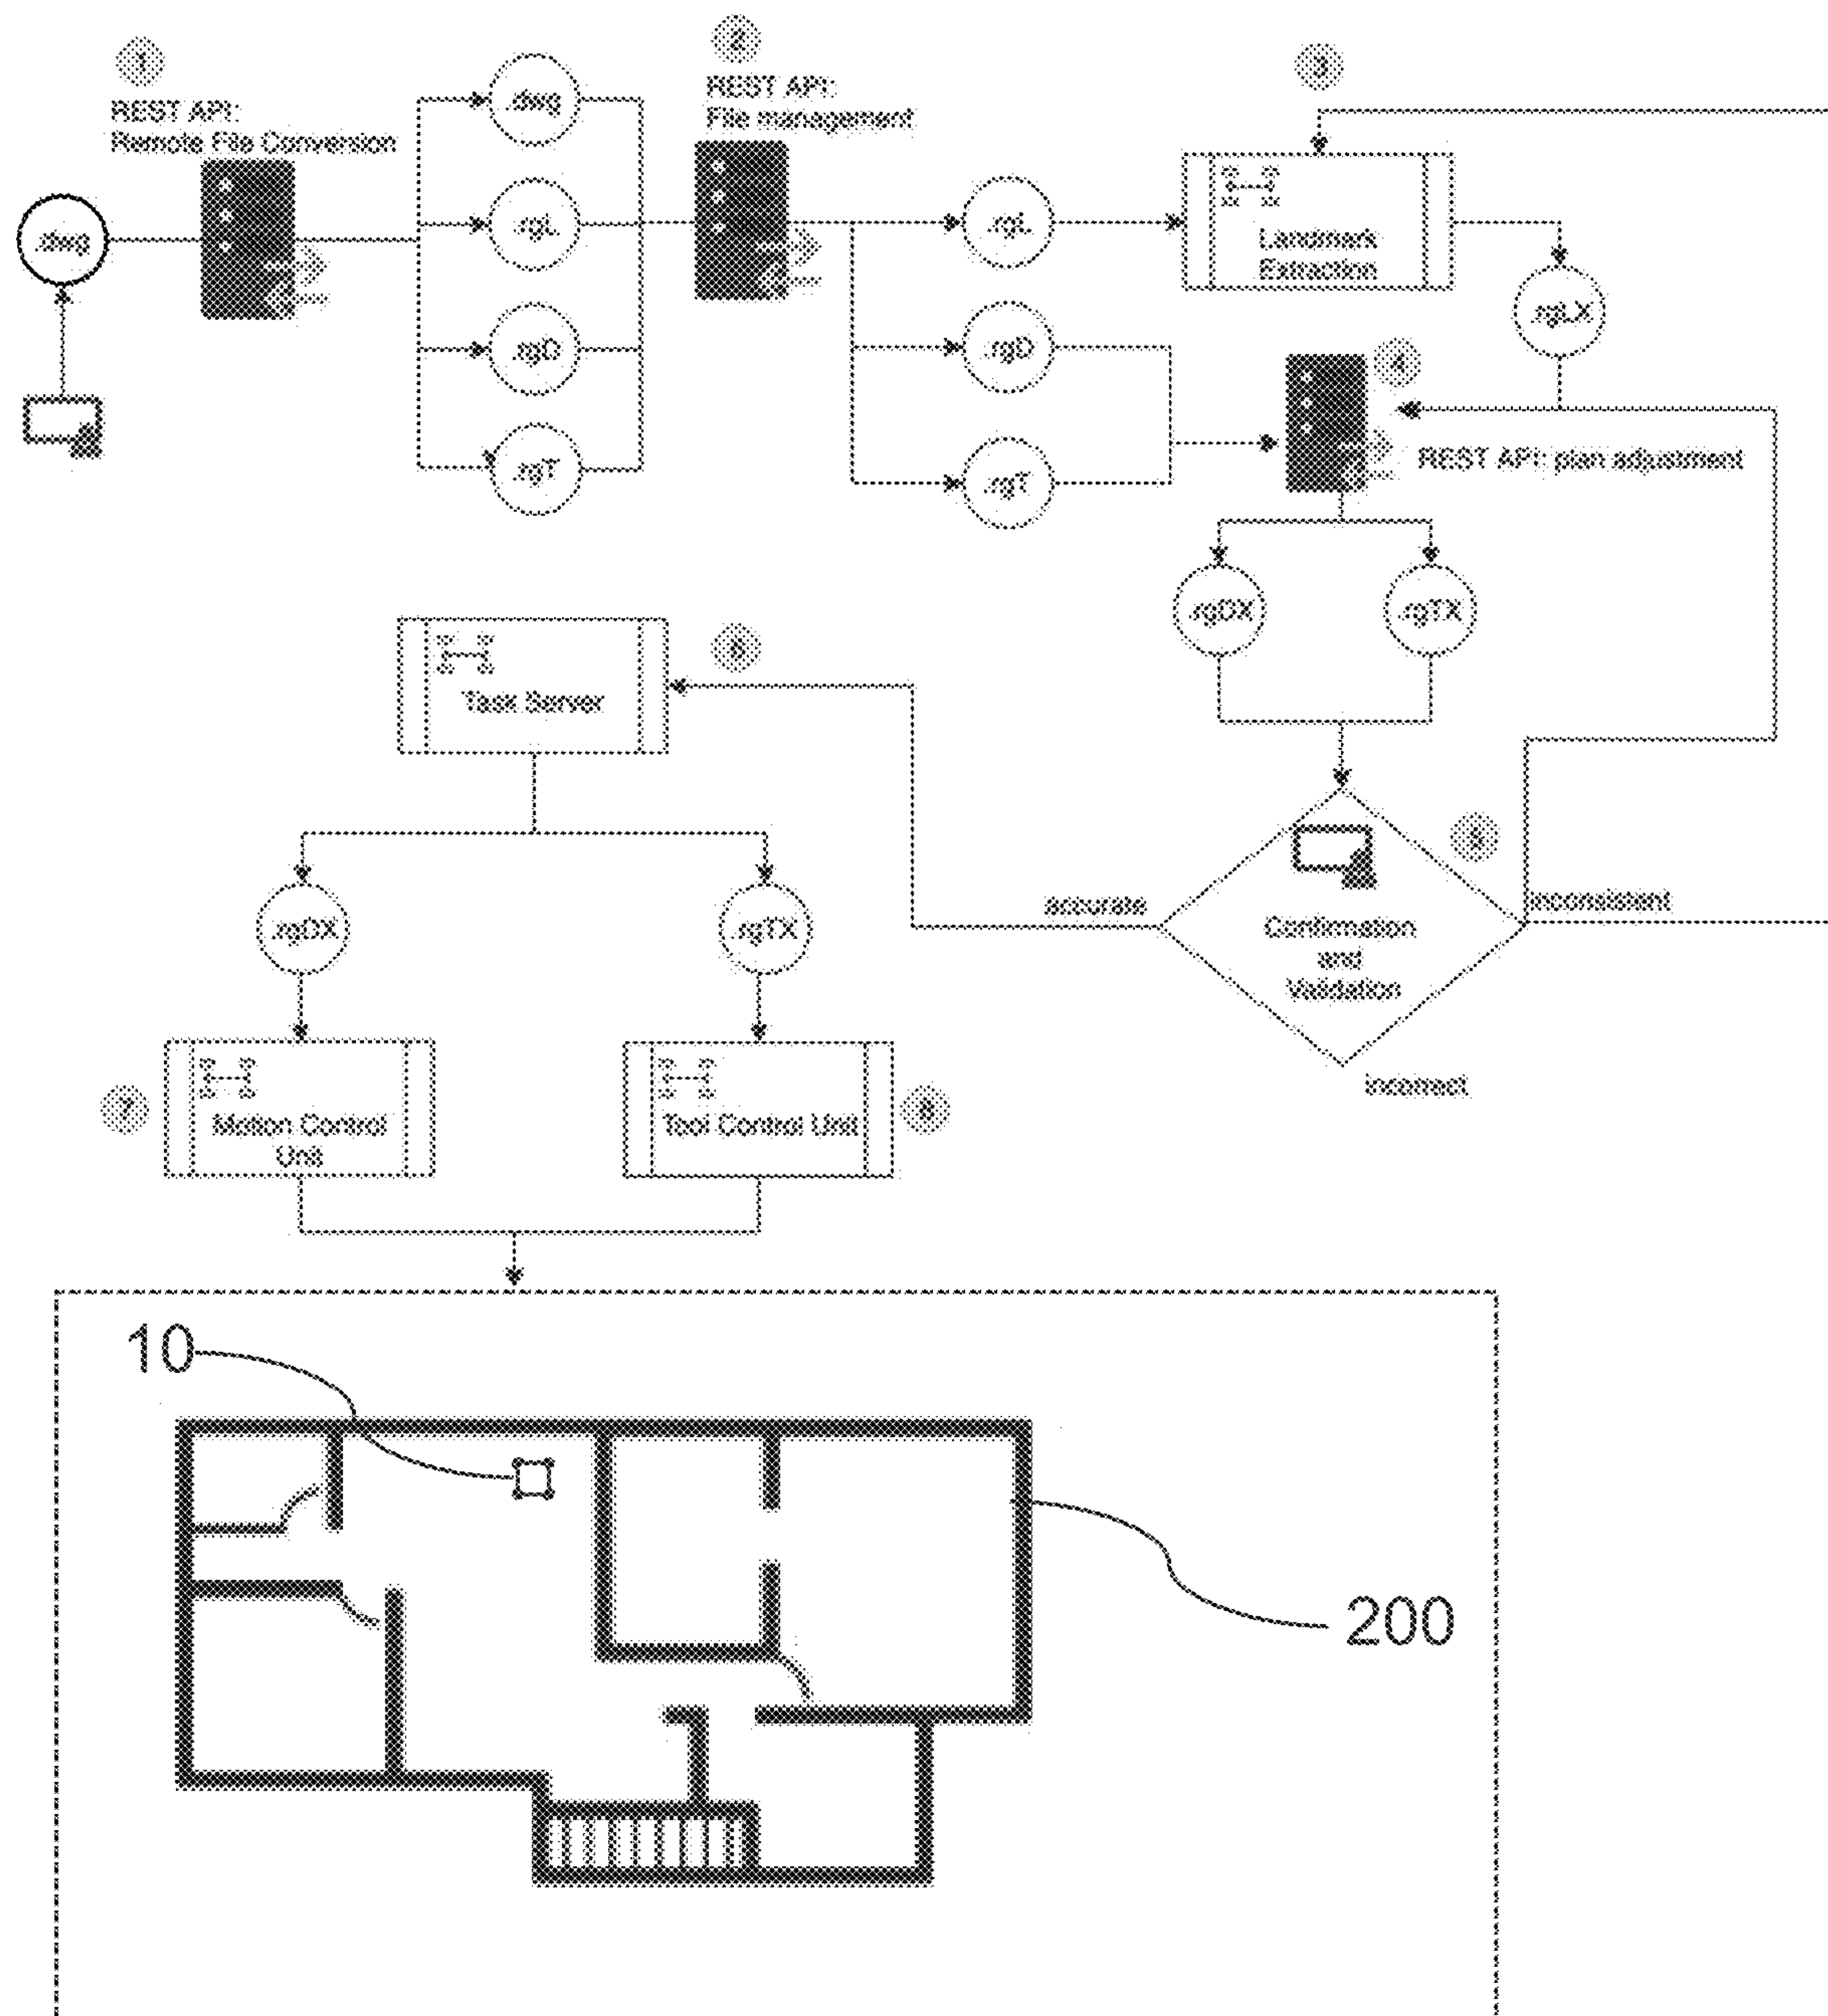 1
REST API:
Remote File Conversion
.dwg
.dwg
.rgL
.rgD
.rgT
2
REST API:
File management
.rgL
.rgD
.rgT
3
Landmark
Extraction
.rgLX
4
REST API: plan adjustment
.rgDX
.rgTX
5
Confirmation
and
Validation
accurate
inconsistent
incorrect
6
Task Server
.rgDX
.rgTX
7
Motion Control
Unit
Tool Control Unit
8
10
200